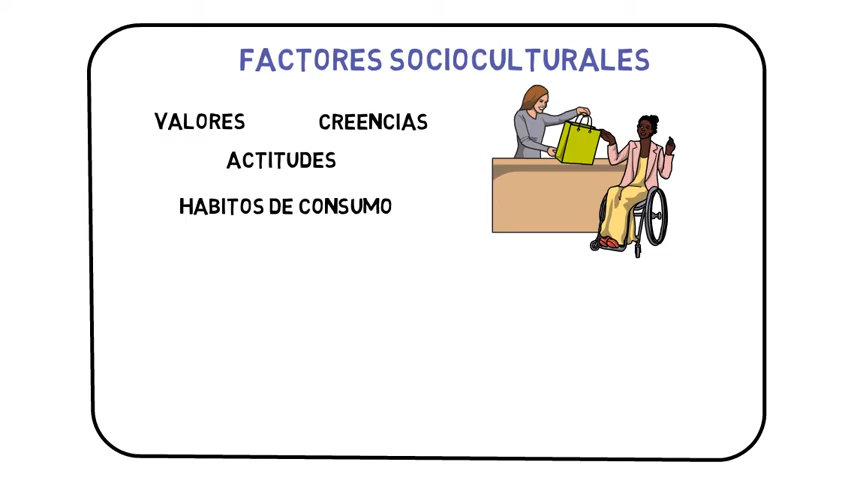 FACTORES SOCIOCULTURALES
VALORES CREENCIAS
ACTITUDES
HABITOS DE CONSUMO